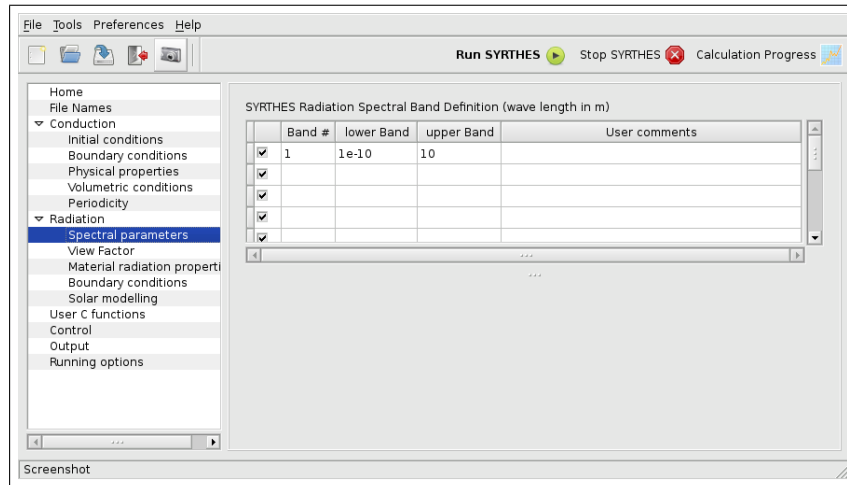 File Tools Preferences Help
Run SYRTHES Stop SYRTHES Calculation Progress
Home
File Names
Conduction
Initial conditions
Boundary conditions
Physical properties
Volumetric conditions
Periodicity
Radiation
Spectral parameters
View Factor
Material radiation properti
Boundary conditions
Solar modelling
User C functions
Control
Output
Running options
SYRTHES Radiation Spectral Band Definition (wave length in m)
Band # lower Band upper Band User comments
1 1e-10 10
Screenshot